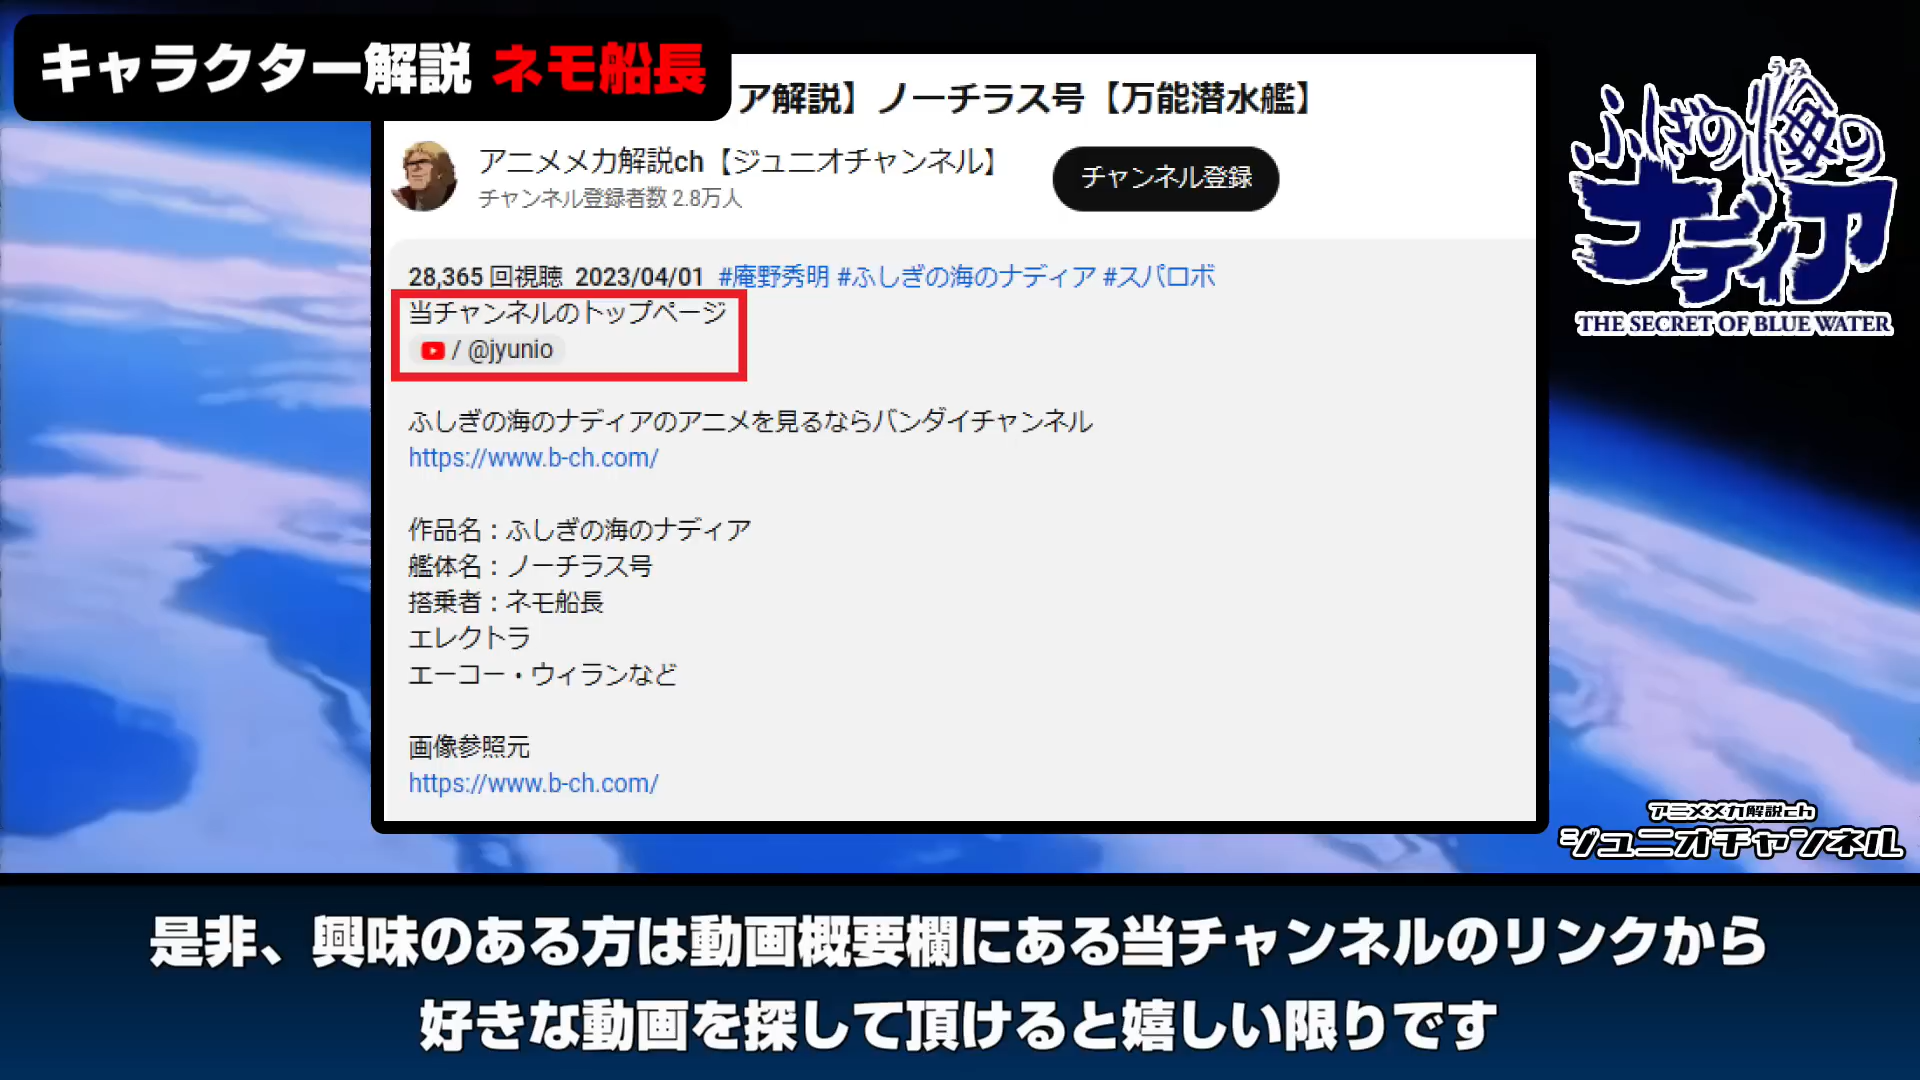 キャラクター解説 ネモ船長
ア解説】ノーチラス号【万能潜水艦】
アニメメカ解説ch【ジュニオチャンネル】
チャンネル登録者数 2.8万人
チャンネル登録
28,365 回視聴 2023/04/01 #庵野秀明 #ふしぎの海のナディア #スパロボ
当チャンネルのトップページ
/ @jyunio
ふしぎの海のナディアのアニメを見るならバンダイチャンネル
https://www.b-ch.com/
作品名：ふしぎの海のナディア
艦体名：ノーチラス号
搭乗者：ネモ船長
エレクトラ
エーコー・ウィランなど
画像参照元
https://www.b-ch.com/
うみ
ふしぎの海の
ナディア
THE SECRET OF BLUE WATER
アニメメカ解説ch
ジュニオチャンネル
是非、興味のある方は動画概要欄にある当チャンネルのリンクから
好きな動画を探して頂けると嬉しい限りです